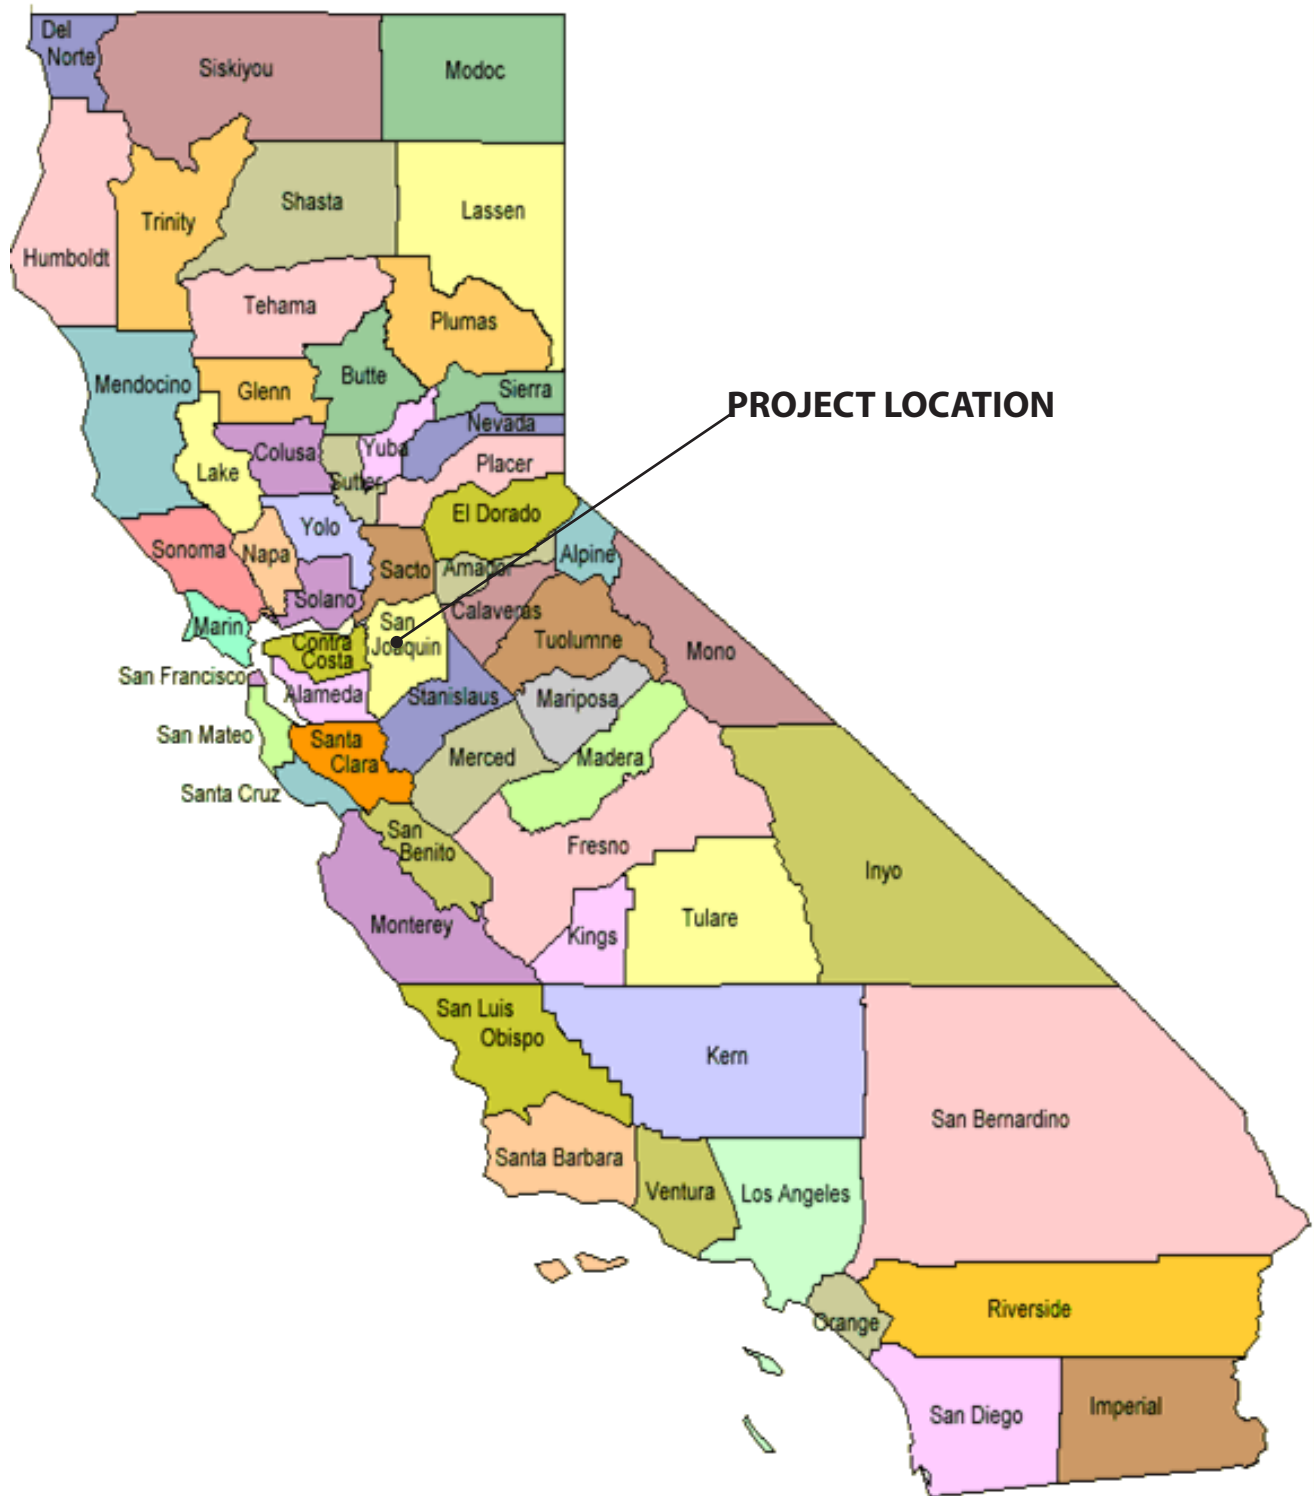 Del
Norte
Siskiyou
Modoc
Shasta
Lassen
Trinity
Humboldt
Tehama
Plumas
Mendocino
Glenn
Butte
Sierra
PROJECT LOCATION
Nevada
Colusa
Yuba
Placer
Lake
Sutter
El Dorado
Yolo
Sonoma
Napa
Sacto
Amador
Alpine
Solano
Calaveras
Marin
San
Joaquin
Contra
Costa
Tuolumne
Mono
San Francisco
Alameda
Stanislaus
Mariposa
San Mateo
Santa
Clara
Merced
Madera
Santa Cruz
San
Benito
Fresno
Inyo
Monterey
Kings
Tulare
San Luis
Obispo
Kern
San Bernardino
Santa Barbara
Ventura
Los Angeles
Orange
Riverside
San Diego
Imperial